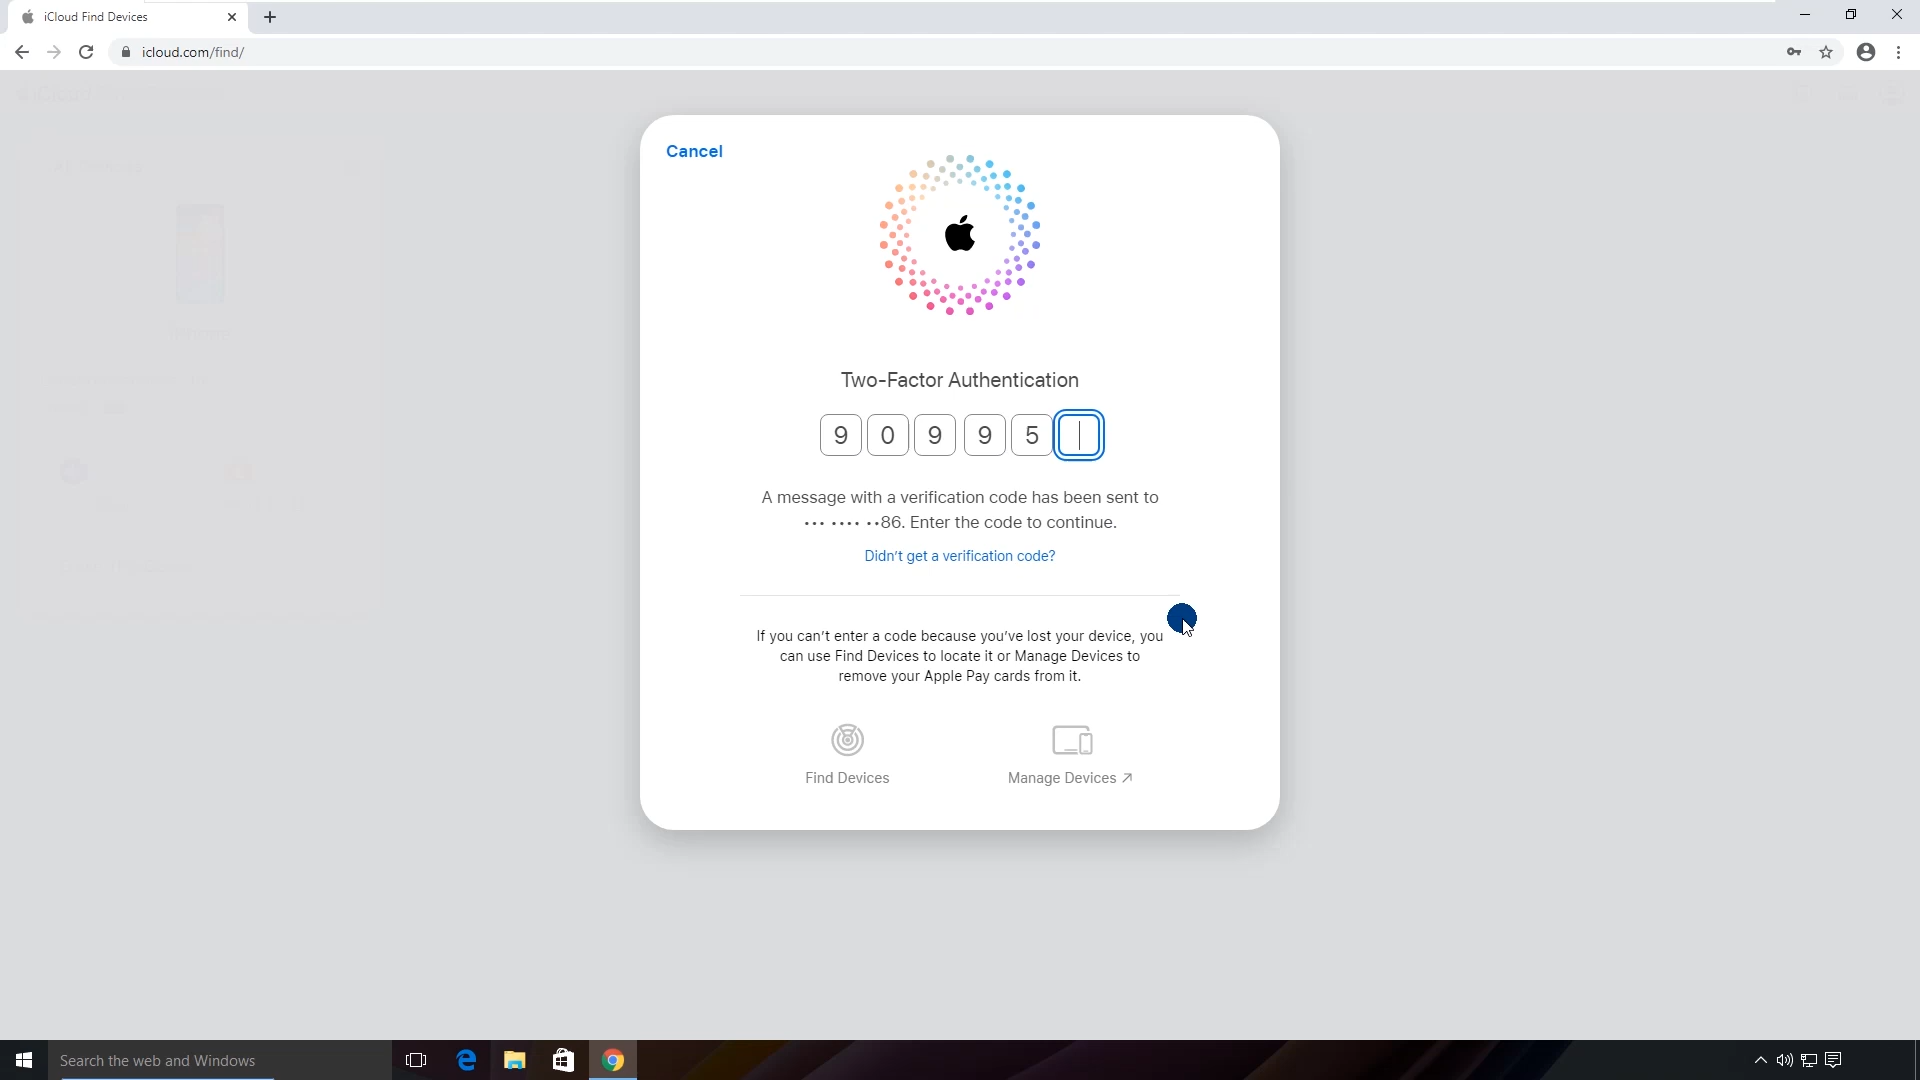 iCloud Find Devices
icloud.com/find/
Cancel
Two-Factor Authentication
9 0 9 9 5
A message with a verification code has been sent to
••• •••• ••86. Enter the code to continue.
Didn't get a verification code?
If you can't enter a code because you've lost your device, you
can use Find Devices to locate it or Manage Devices to
remove your Apple Pay cards from it.
Find Devices
Manage Devices ↗
Search the web and Windows